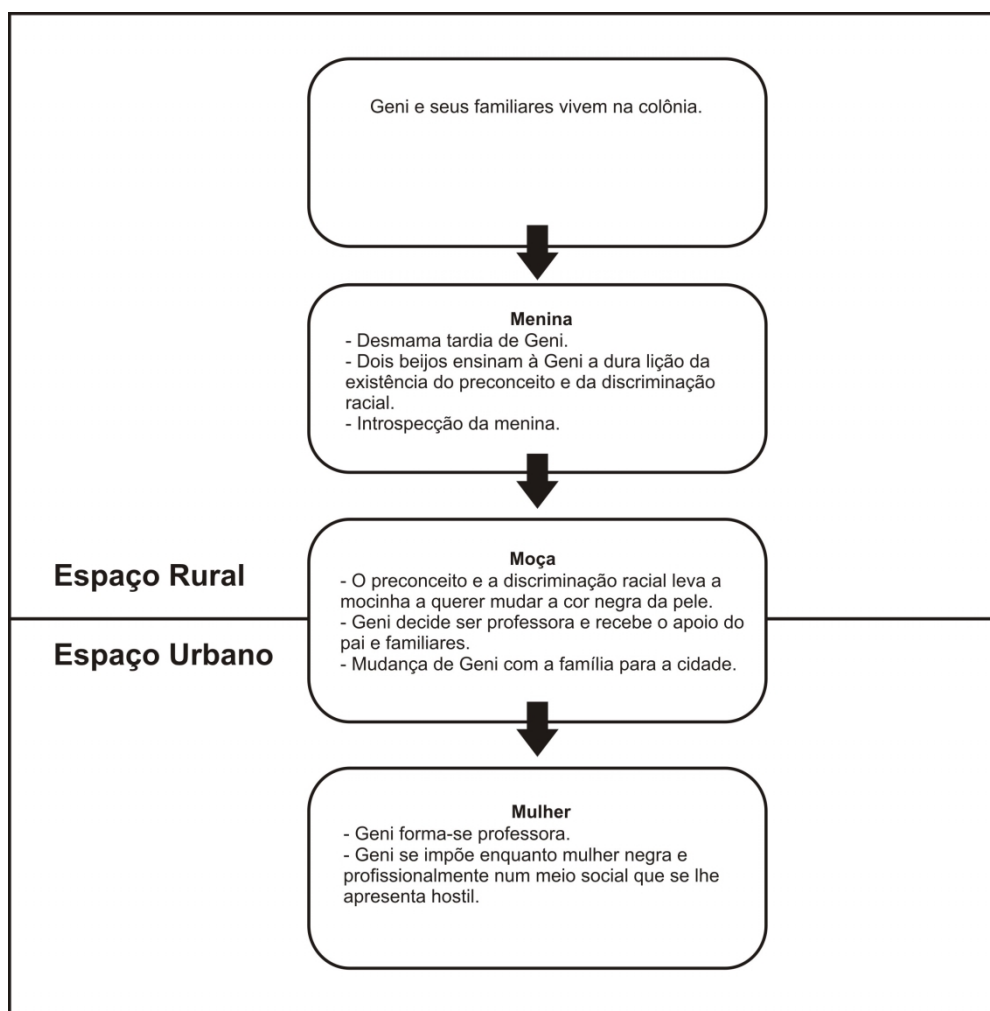 Geni e seus familiares vivem na colônia.
Menina
- Desmama tardia de Geni.
- Dois beijos ensinam à Geni a dura lição da
existência do preconceito e da discriminação
racial.
- Introspecção da menina.
Espaço Rural
Moça
- O preconceito e a discriminação racial leva a
mocinha a querer mudar a cor negra da pele.
- Geni decide ser professora e recebe o apoio do
pai e familiares.
- Mudança de Geni com a família para a cidade.
Espaço Urbano
Mulher
- Geni forma-se professora.
- Geni se impõe enquanto mulher negra e
profissionalmente num meio social que se lhe
apresenta hostil.